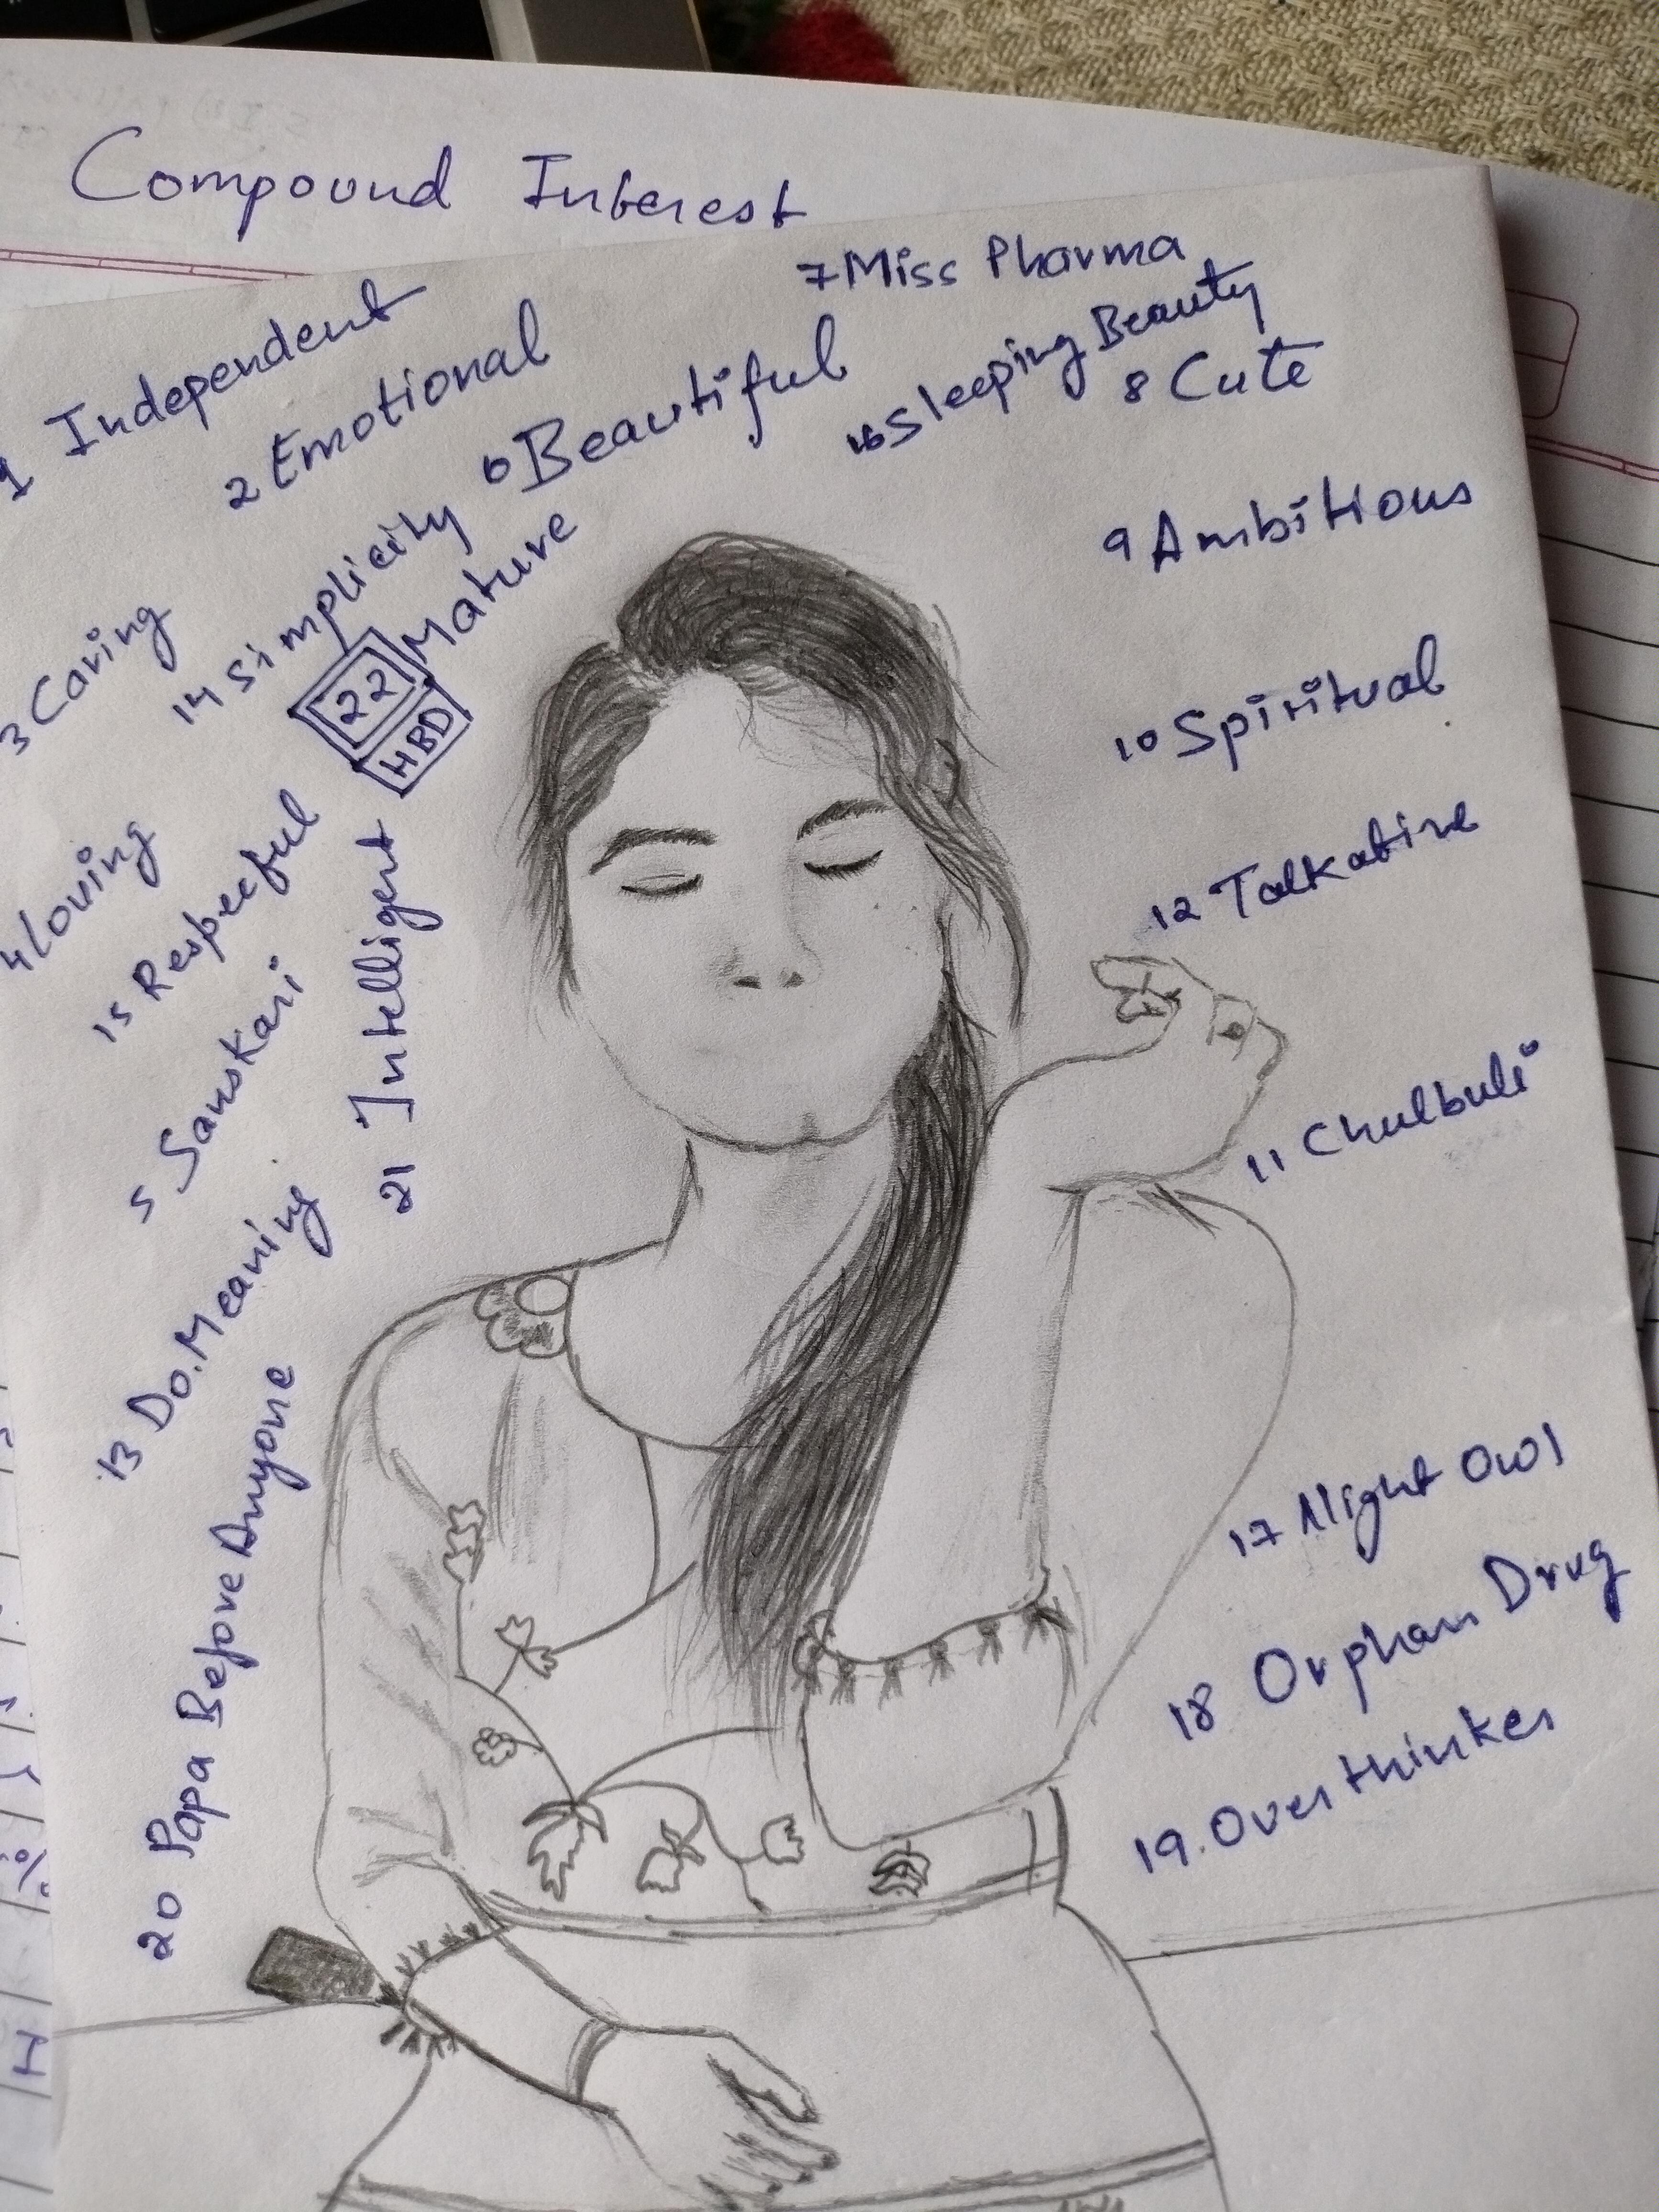 Compound Interest
1 Independent
2 Emotional
3 Caring
4 Loving
5 Sanskari
6 Beautiful
7 Miss Pharma
16 Sleeping Beauty
8 Cute
9 Ambitious
10 Spiritual
12 Talkative
11 Chulbuli
14 Simplicity
22 Mature
HBD
15 Respectful
21 Intelligent
13 Do. Meaning
20 Papa Before Anyone
17 Night Owl
18 Orphan Drug
19. Overthinker